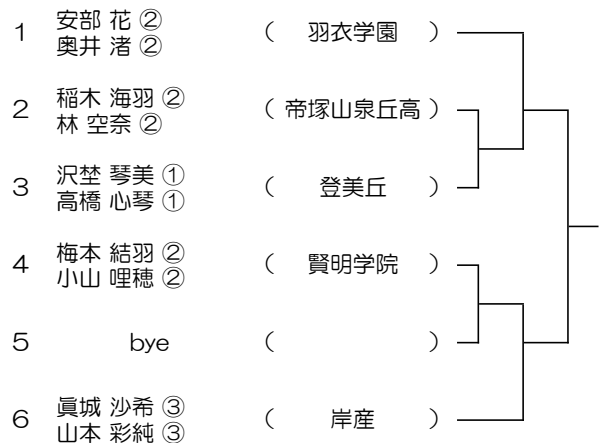 1 安部 花 ② ( 羽衣学園 )
奥井 渚 ②
2 稲木 海羽 ② ( 帝塚山泉丘高 )
林 空奈 ②
3 沢埜 琴美 ① ( 登美丘 )
高橋 心琴 ①
4 梅本 結羽 ② ( 賢明学院 )
小山 哩穂 ②
5 bye ( )
6 眞城 沙希 ③ ( 岸産 )
山本 彩純 ③